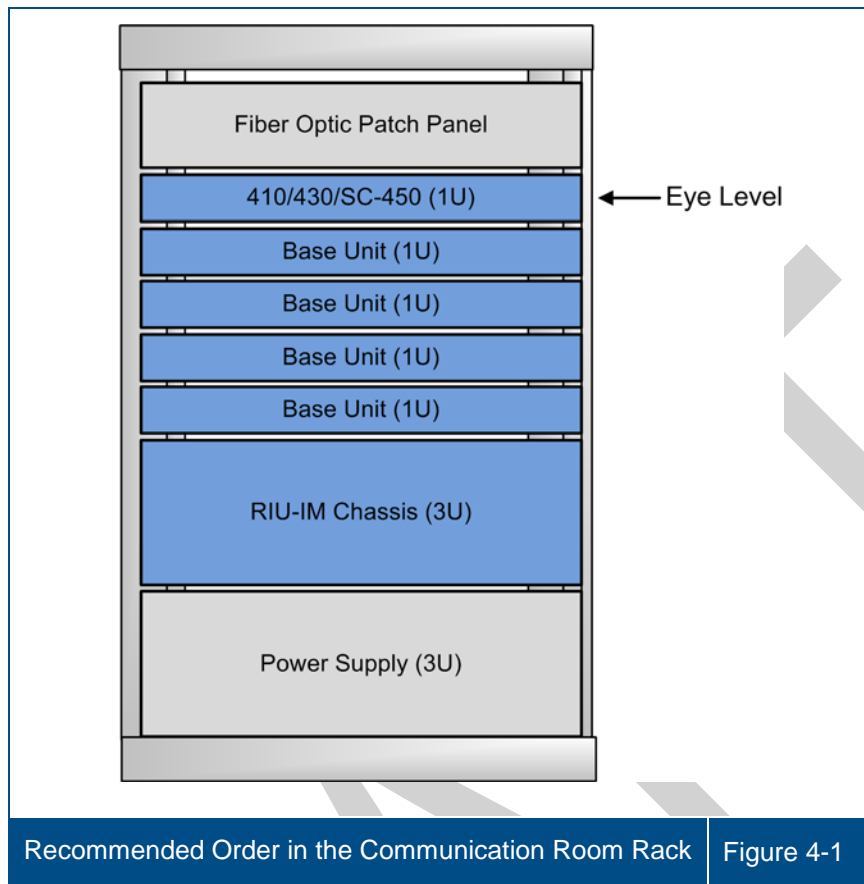 Fiber Optic Patch Panel
410/430/SC-450 (1U)
Eye Level
Base Unit (1U)
Base Unit (1U)
Base Unit (1U)
Base Unit (1U)
RIU-IM Chassis (3U)
Power Supply (3U)
Recommended Order in the Communication Room Rack
Figure 4-1